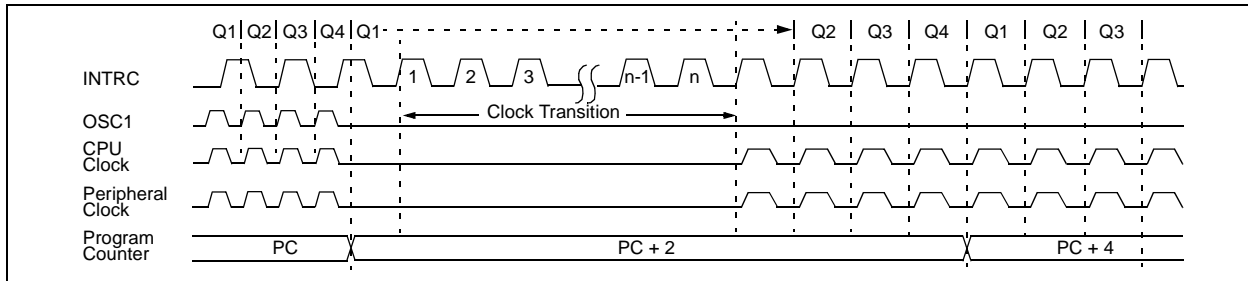 Q1 Q2 Q3 Q4 Q1 Q2 Q3 Q4 Q1 Q2 Q3
INTRC 1 2 3 n-1 n
Clock Transition
OSC1
CPU
Clock
Peripheral
Clock
Program
Counter
PC PC + 2 PC + 4